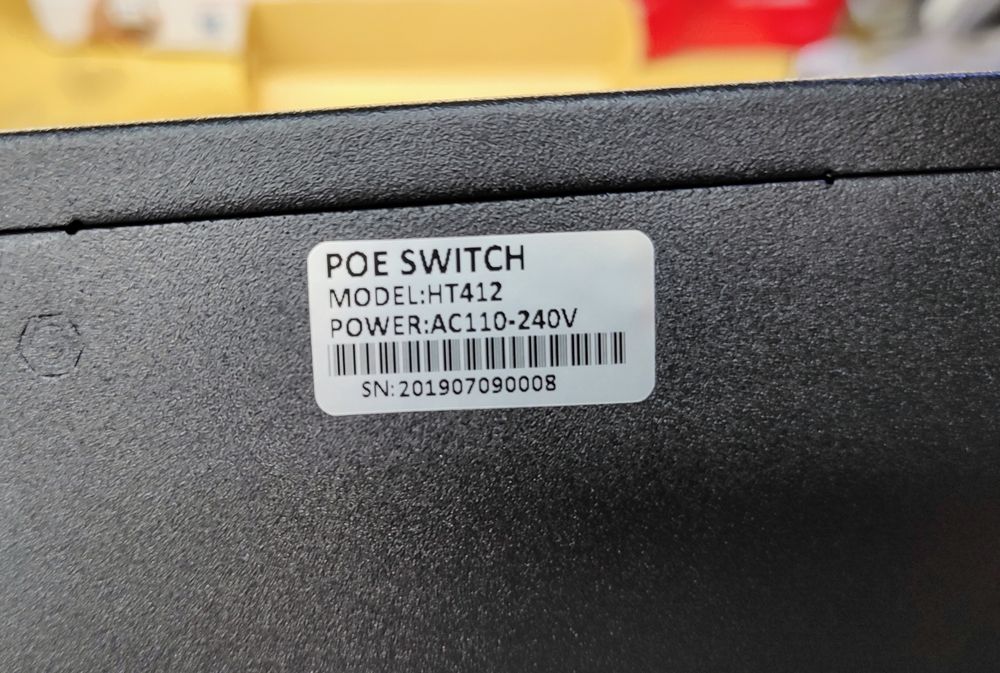 POE SWITCH
MODEL:HT412
POWER:AC110-240V
SN:201907090008